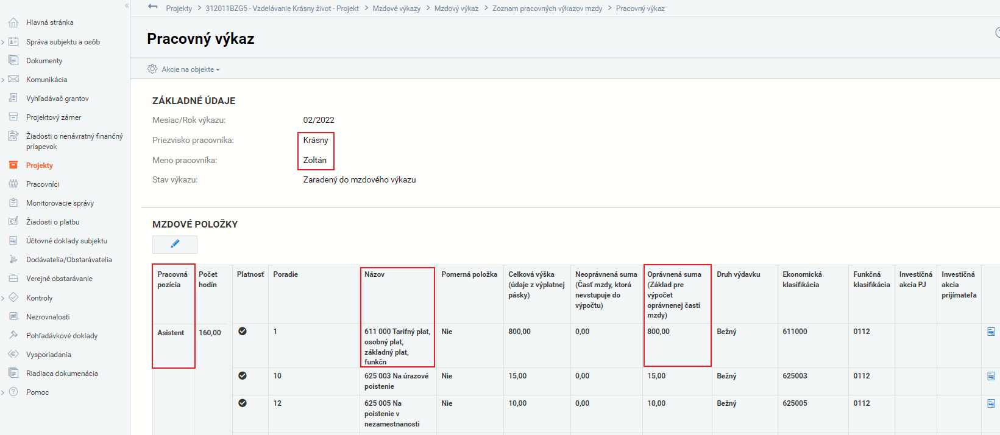 Hlavná stránka
Správa subjektu a osôb
Dokumenty
Komunikácia
Vyhľadávač grantov
Projektový zámer
Žiadosti o nenávratný finančný
príspevok
Projekty
Pracovníci
Monitorovacie správy
Žiadosti o platbu
Účtovné doklady subjektu
Dodávatelia/Obstarávatelia
Verejné obstarávanie
Kontroly
Nezrovnalosti
Pohľadávkové doklady
Vysporiadania
Riadiaca dokumenácia
Pomoc
Projekty > 312011BZG5 - Vzdelávanie Krásny život - Projekt > Mzdové výkazy > Mzdový výkaz > Zoznam pracovných výkazov mzdy > Pracovný výkaz
Pracovný výkaz
Akcie na objekte
ZÁKLADNÉ ÚDAJE
Mesiac/Rok výkazu: 02/2022
Priezvisko pracovníka: Krásny
Meno pracovníka: Zoltán
Stav výkazu: Zaradený do mzdového výkazu
MZDOVÉ POLOŽKY
Pracovná Počet Platnosť Poradie Názov Pomerná položka Celková výška Neoprávnená suma Oprávnená suma Druh výdavku Ekonomická Funkčná Investičná Investičná
pozícia hodín (údaje z výplatnej (Časť mzdy, ktorá (Základ pre klasifikácia klasifikácia akcia PJ akcia
pásky) nevstupuje do výpočet prijímateľa
výpočtu) oprávnenej časti
mzdy)
Asistent 160,00 1 611 000 Tarifný plat, Nie 800,00 0,00 800,00 Bežný 611000 0112
osobný plat,
základný plat,
funkčn
10 625 003 Na úrazové Nie 15,00 0,00 15,00 Bežný 625003 0112
poistenie
12 625 005 Na Nie 10,00 0,00 10,00 Bežný 625005 0112
poistenie v
nezamestnanosti